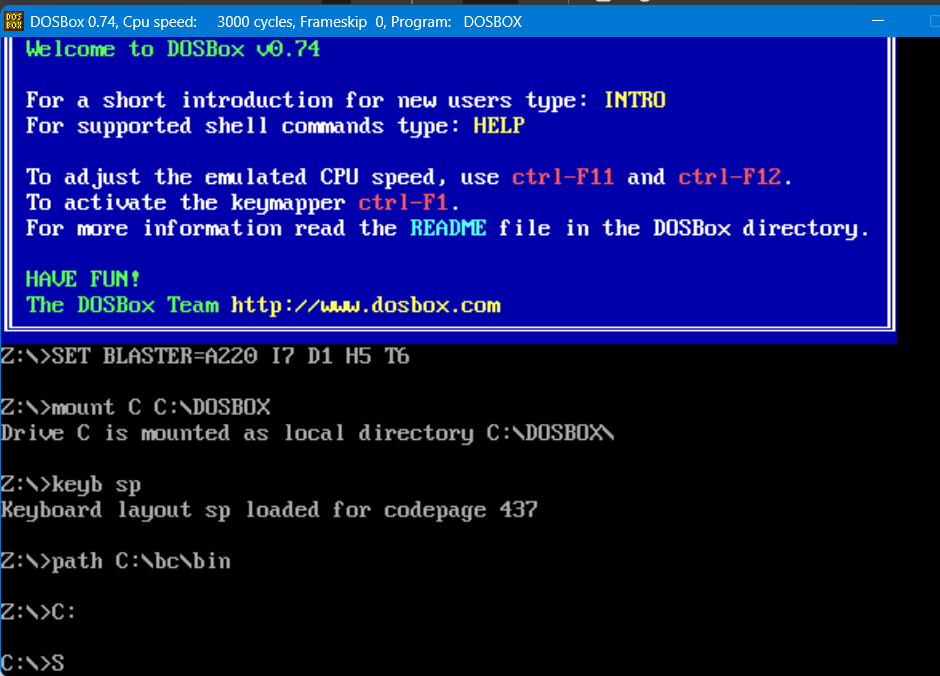 DOS BOX DOSBox 0.74, Cpu speed: 3000 cycles, Frameskip 0, Program: DOSBOX
Welcome to DOSBox v0.74
For a short introduction for new users type: INTRO
For supported shell commands type: HELP
To adjust the emulated CPU speed, use ctrl-F11 and ctrl-F12.
To activate the keymapper ctrl-F1.
For more information read the README file in the DOSBox directory.
HAVE FUN!
The DOSBox Team http://www.dosbox.com
Z:\>SET BLASTER=A220 I7 D1 H5 T6
Z:\>mount C C:\DOSBOX
Drive C is mounted as local directory C:\DOSBOX\
Z:\>keyb sp
Keyboard layout sp loaded for codepage 437
Z:\>path C:\bc\bin
Z:\>C:
C:\>S